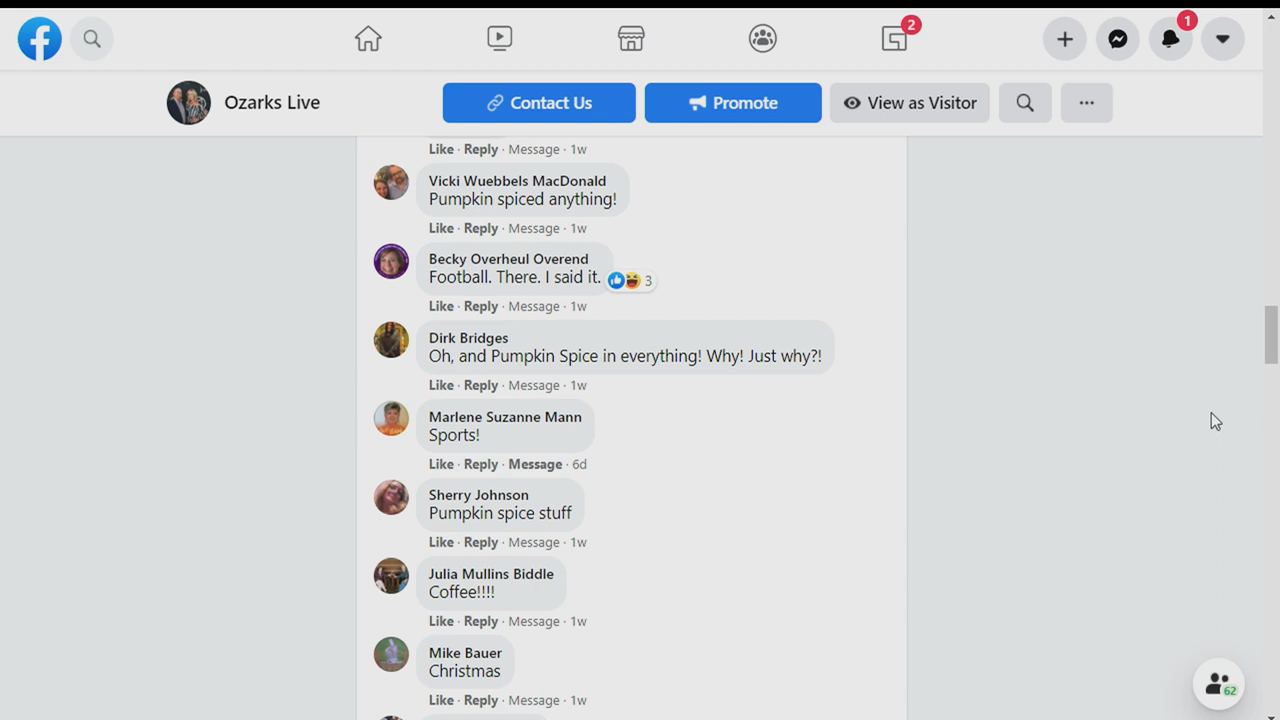 2
1
Ozarks Live
Contact Us
Promote
View as Visitor
Like · Reply · Message · 1w
Vicki Wuebbels MacDonald
Pumpkin spiced anything!
Like · Reply · Message · 1w
Becky Overheul Overend
Football. There. I said it.
3
Like · Reply · Message · 1w
Dirk Bridges
Oh, and Pumpkin Spice in everything! Why! Just why?!
Like · Reply · Message · 1w
Marlene Suzanne Mann
Sports!
Like · Reply · Message · 6d
Sherry Johnson
Pumpkin spice stuff
Like · Reply · Message · 1w
Julia Mullins Biddle
Coffee!!!!
Like · Reply · Message · 1w
Mike Bauer
Christmas
Like · Reply · Message · 1w
62